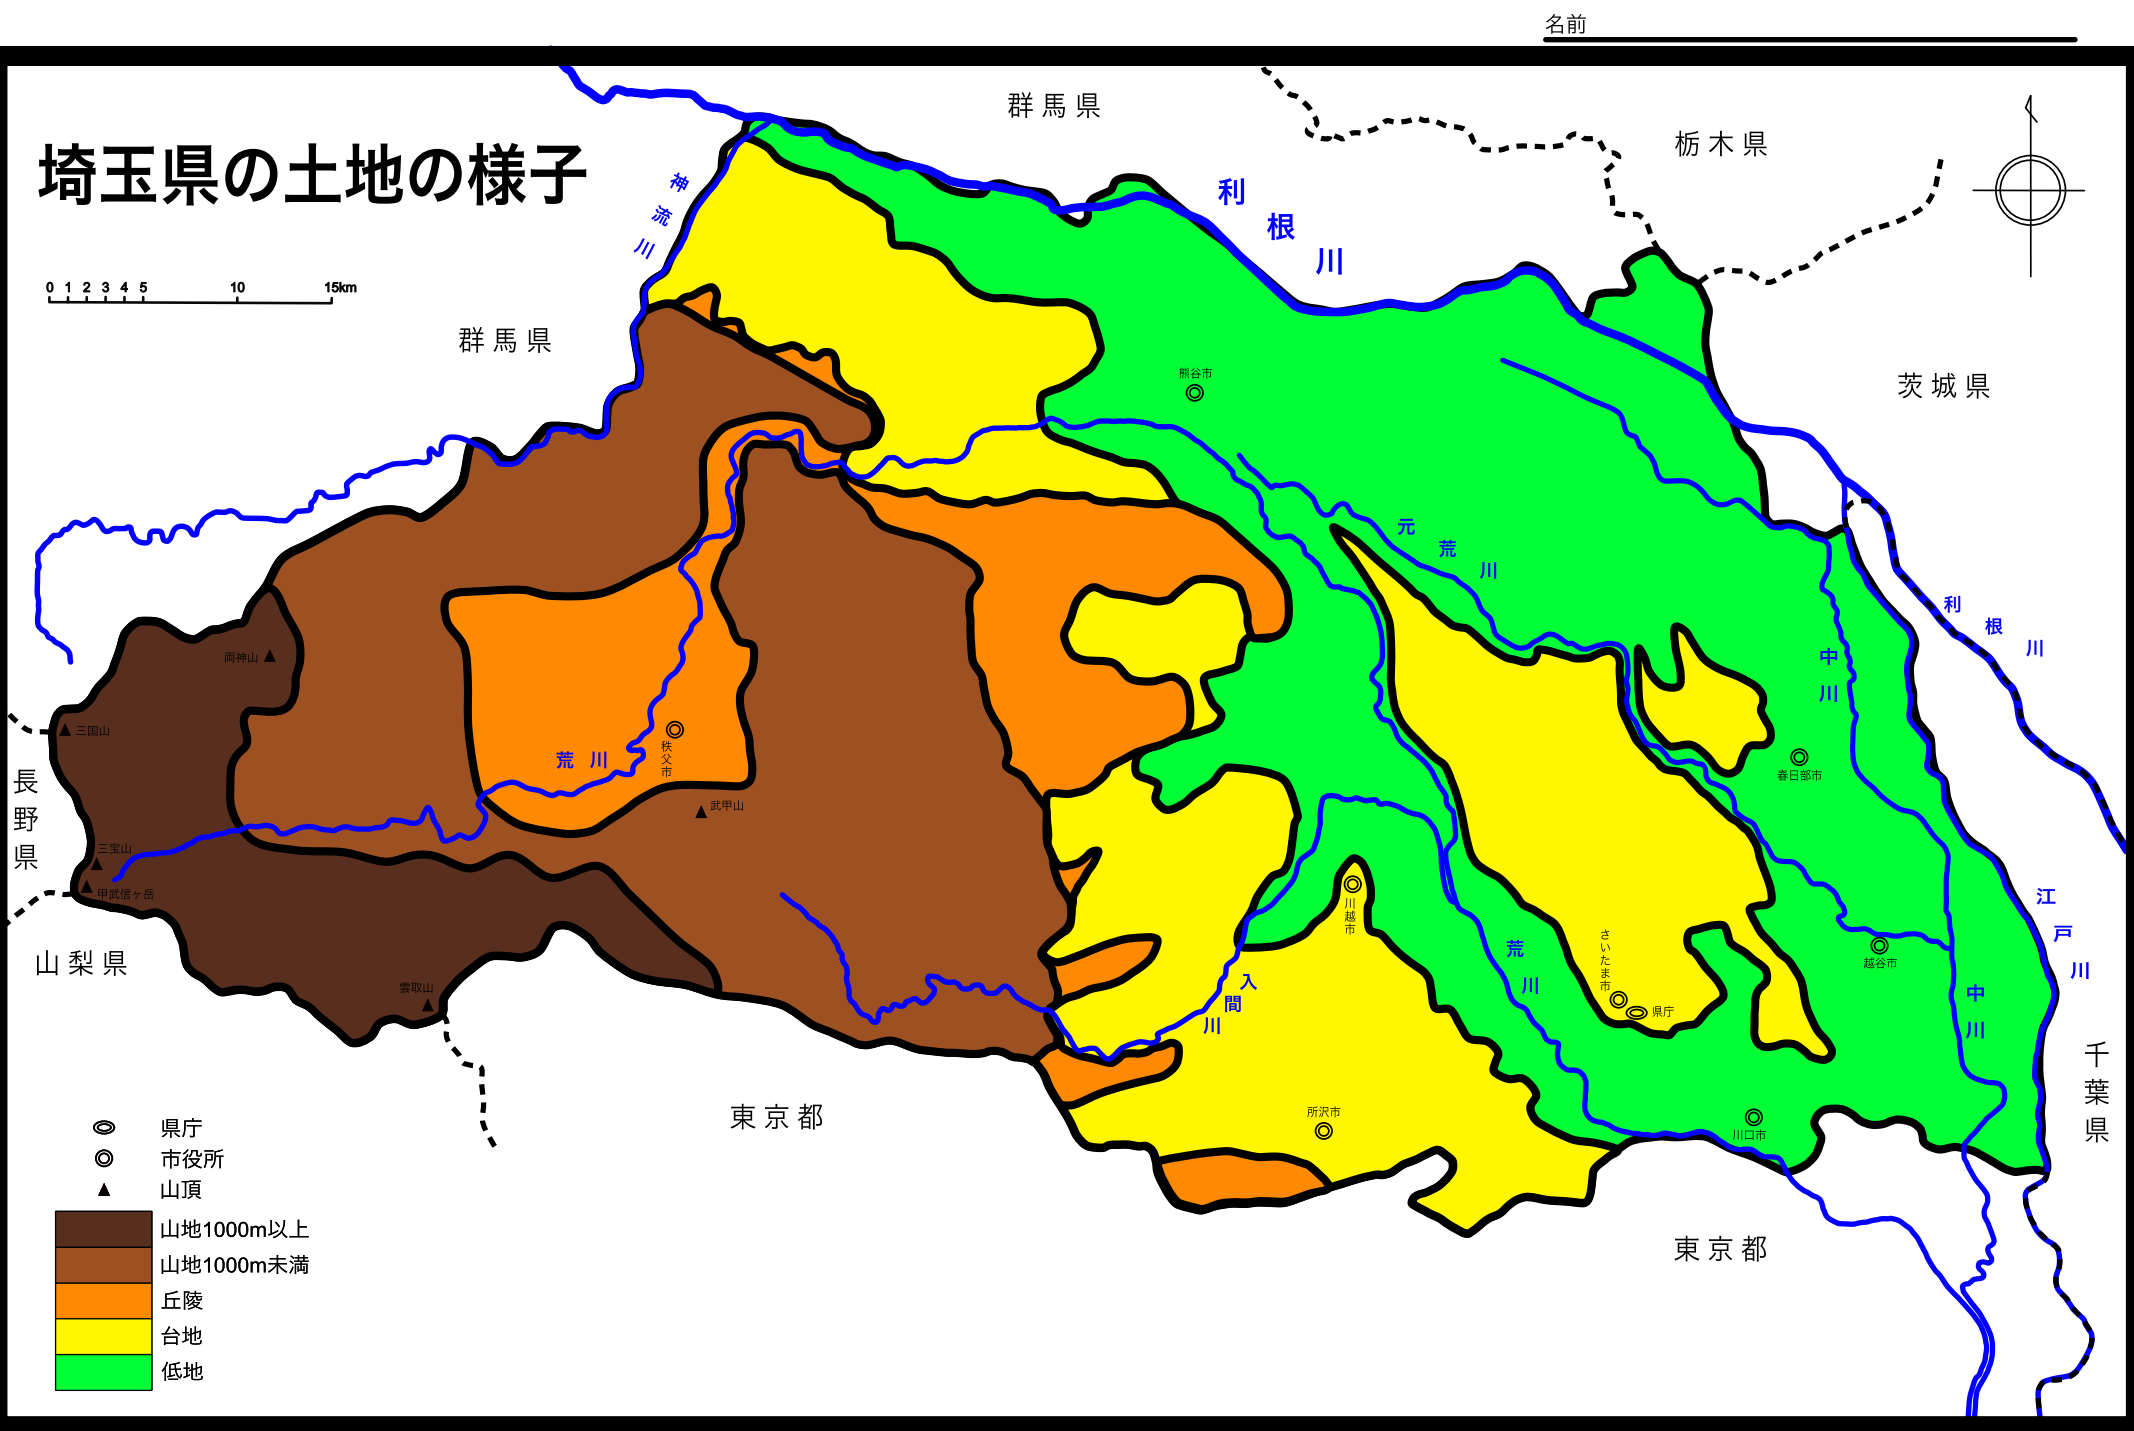 名前
埼玉県の土地の様子
0 1 2 3 4 5 10 15km
群馬県
栃木県
群馬県
茨城県
神流川
利根川
熊谷市
元荒川
利根川
中川
両神山
三国山
長野県
荒川
秩父市
武甲山
春日部市
三宝山
甲武信ヶ岳
山梨県
雲取山
川越市
さいたま市
県庁
荒川
入間川
越谷市
中川
江戸川
千葉県
所沢市
川口市
東京都
東京都
県庁
市役所
山頂
山地1000m以上
山地1000m未満
丘陵
台地
低地